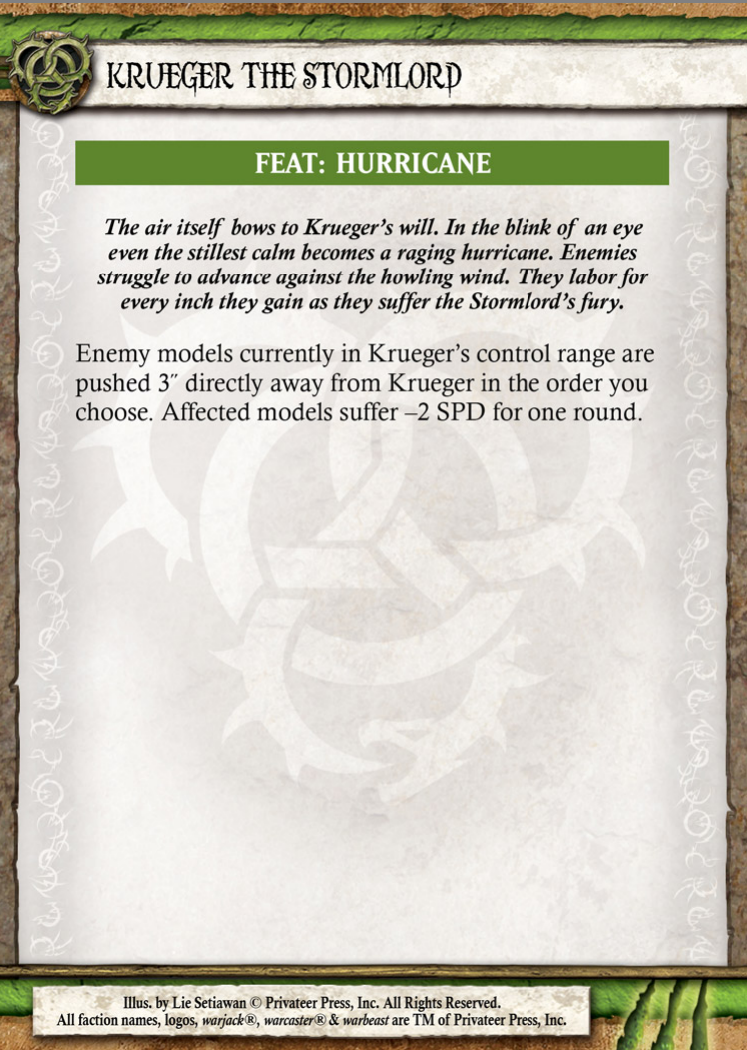 KRUEGER THE STORMLORD
FEAT: HURRICANE
The air itself bows to Krueger's will. In the blink of an eye
even the stillest calm becomes a raging hurricane. Enemies
struggle to advance against the howling wind. They labor for
every inch they gain as they suffer the Stormlord's fury.
Enemy models currently in Krueger's control range are
pushed 3˝ directly away from Krueger in the order you
choose. Affected models suffer –2 SPD for one round.
Illus. by Lie Setiawan © Privateer Press, Inc. All Rights Reserved.
All faction names, logos, warjack®, warcaster® & warbeast are TM of Privateer Press, Inc.